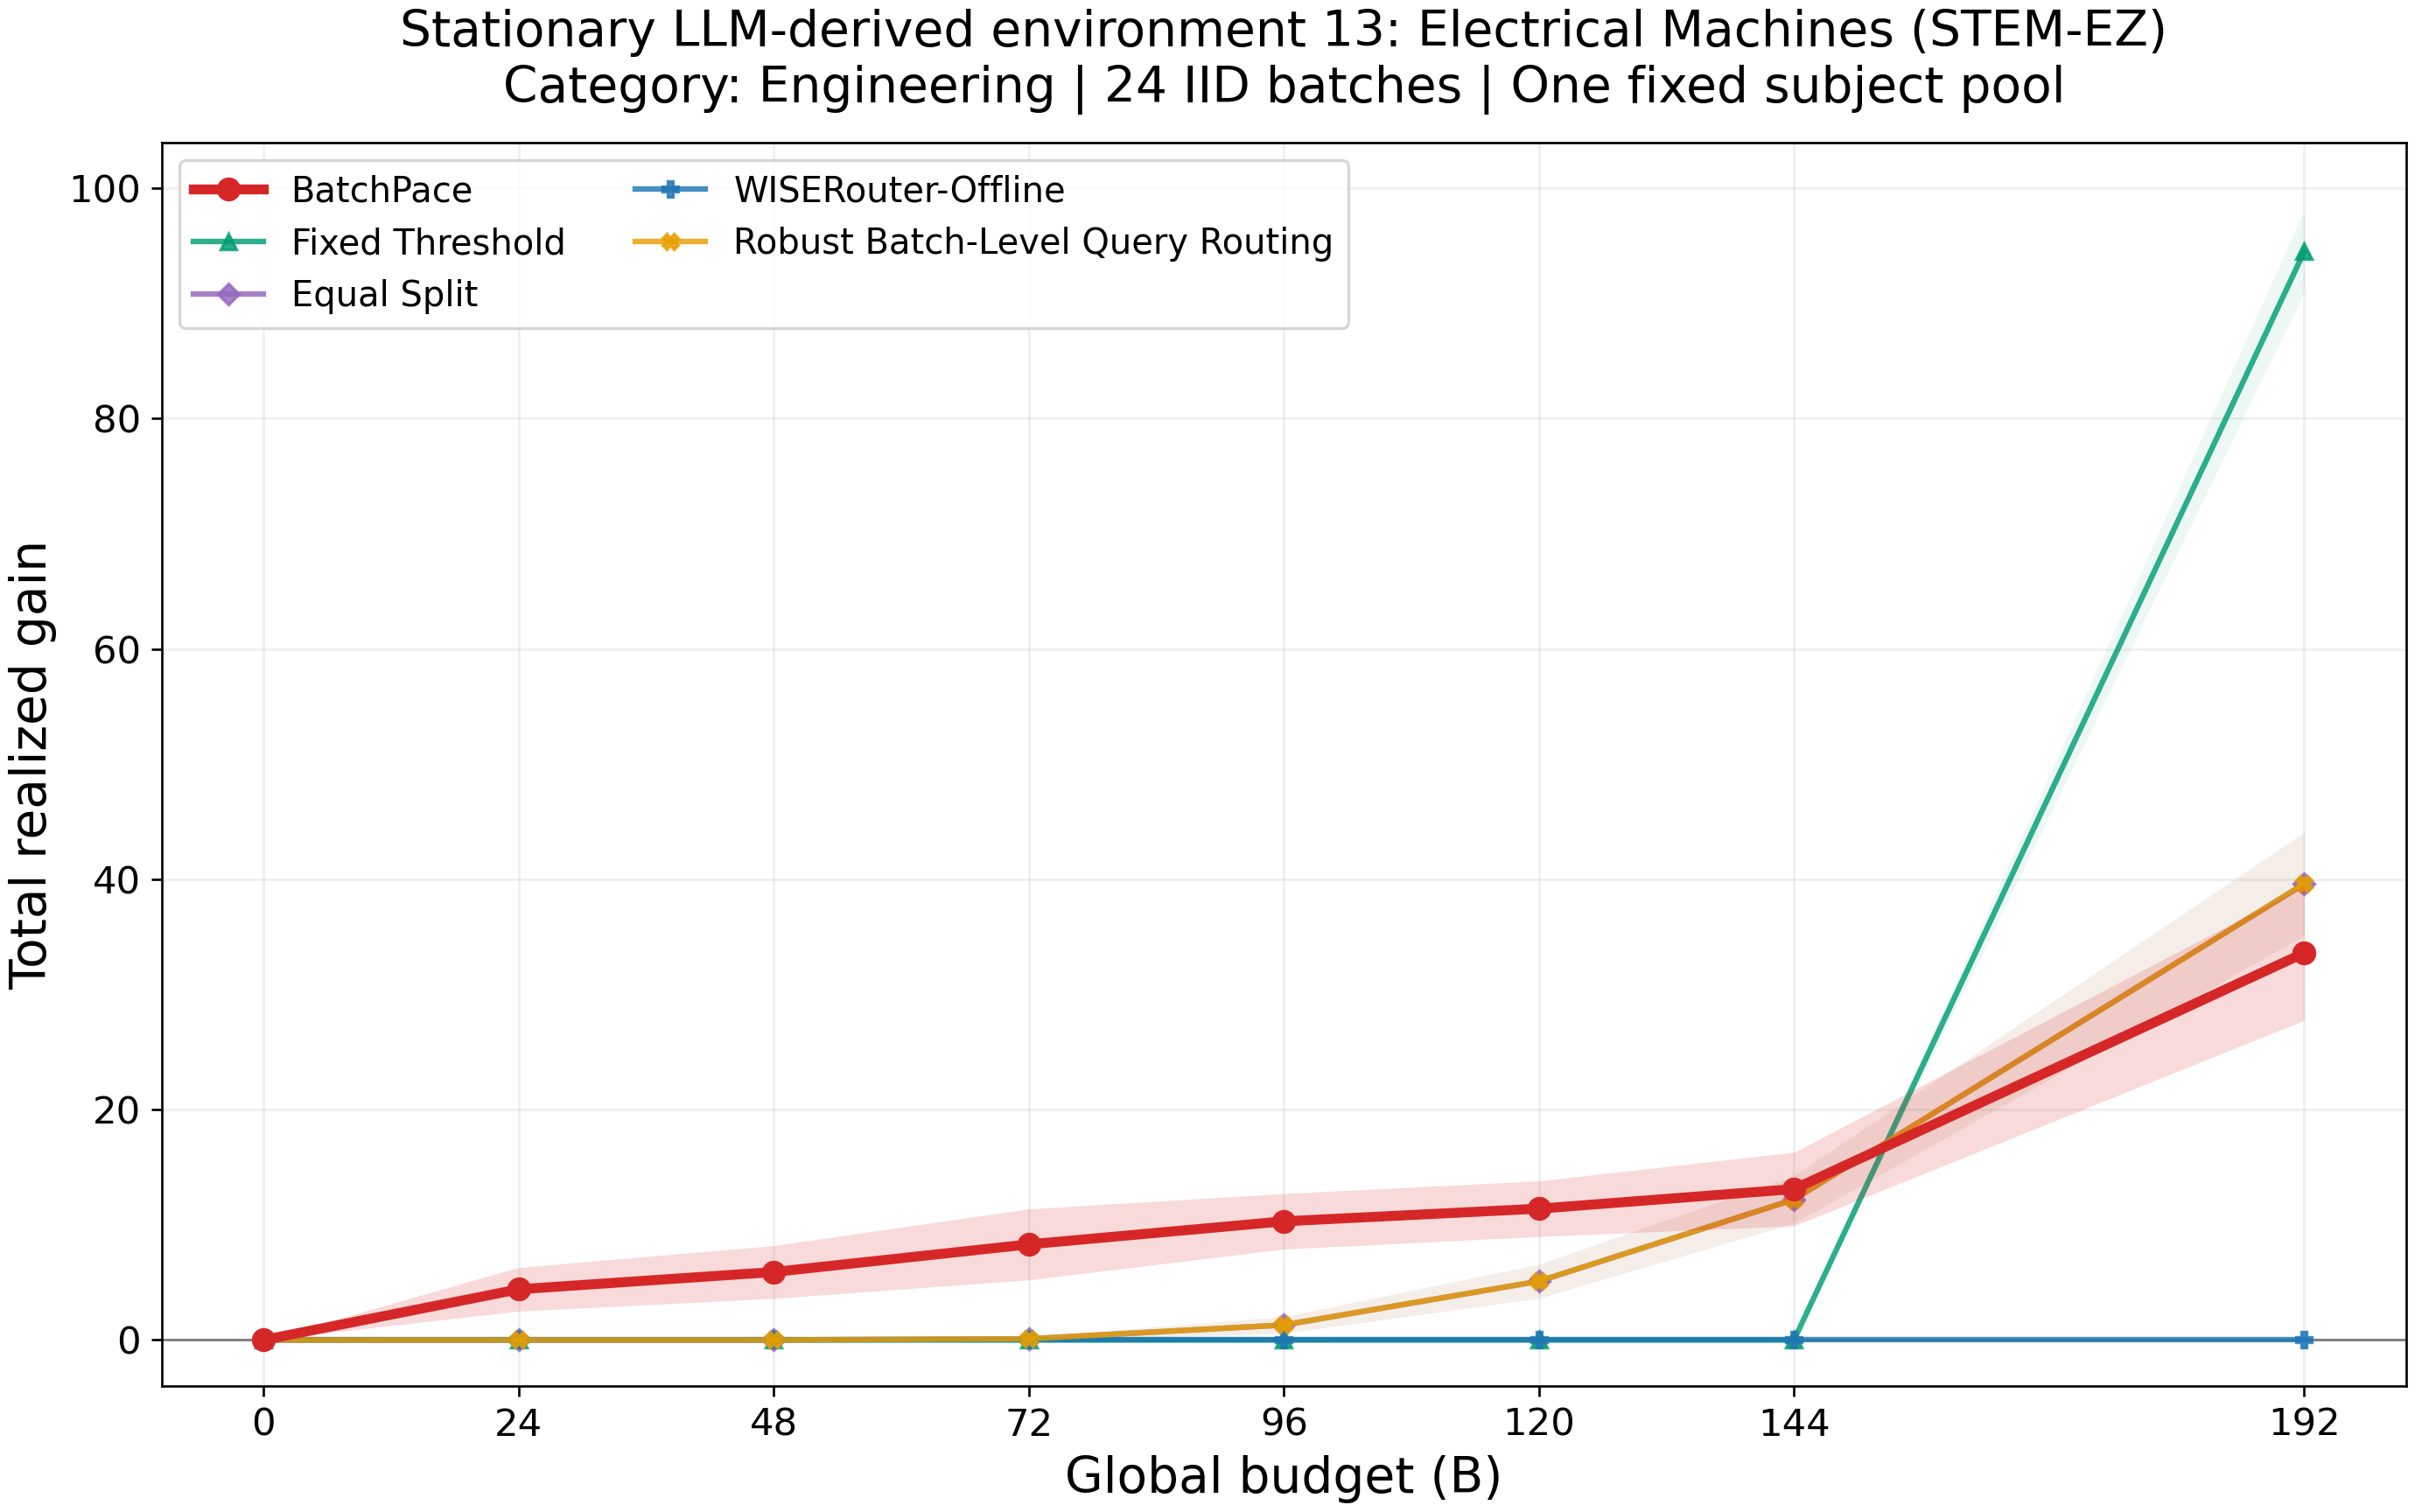 Stationary LLM-derived environment 13: Electrical Machines (STEM-EZ)
Category: Engineering | 24 IID batches | One fixed subject pool
BatchPace
Fixed Threshold
Equal Split
WISERouter-Offline
Robust Batch-Level Query Routing
Total realized gain
100
80
60
40
20
0
0 24 48 72 96 120 144 192
Global budget (B)